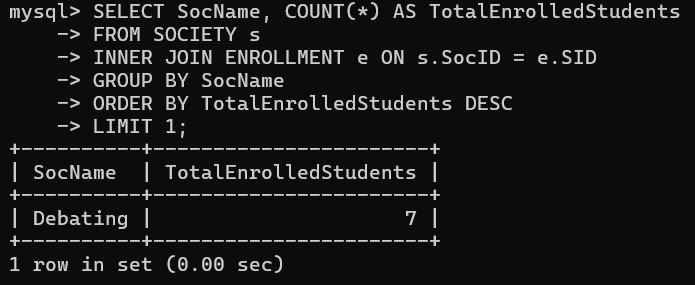 mysql> SELECT SocName, COUNT(*) AS TotalEnrolledStudents
    -> FROM SOCIETY s
    -> INNER JOIN ENROLLMENT e ON s.SocID = e.SID
    -> GROUP BY SocName
    -> ORDER BY TotalEnrolledStudents DESC
    -> LIMIT 1;
+----------+-----------------------+
| SocName  | TotalEnrolledStudents |
+----------+-----------------------+
| Debating |                     7 |
+----------+-----------------------+
1 row in set (0.00 sec)